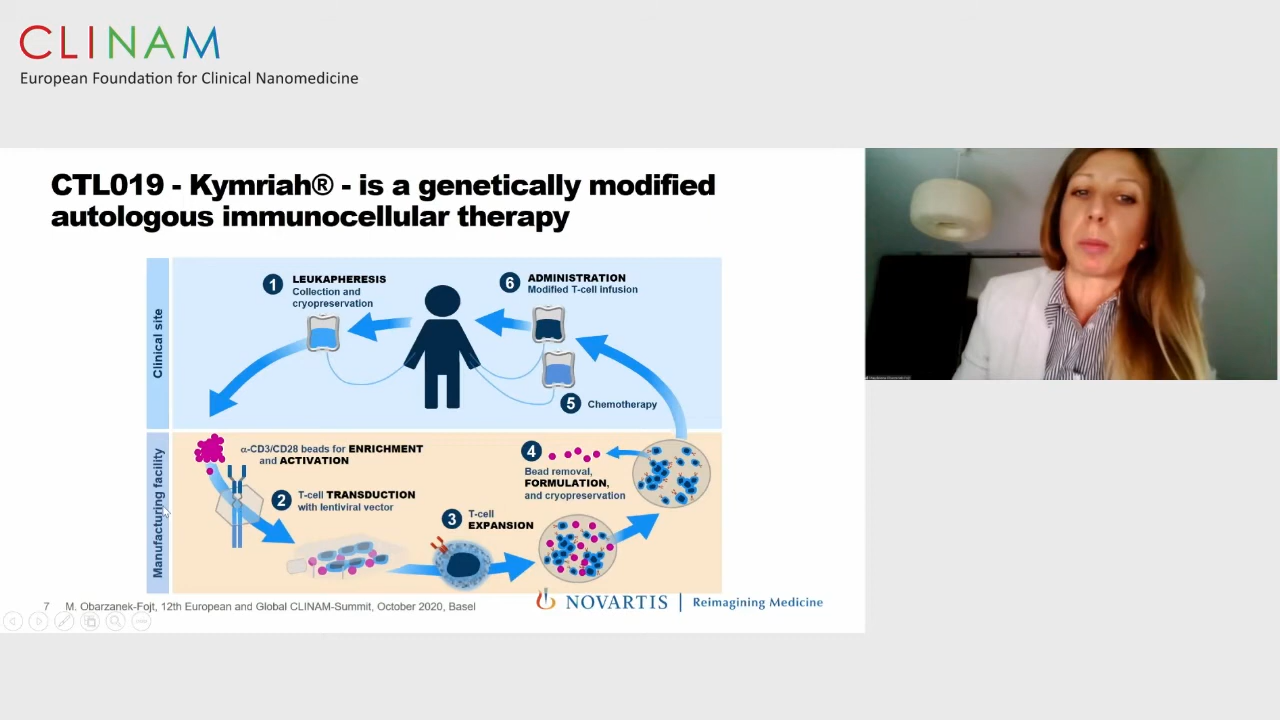 CLINAM
European Foundation for Clinical Nanomedicine
CTL019 - Kymriah® - is a genetically modified
autologous immunocellular therapy
Clinical site
1 LEUKAPHERESIS
Collection and
cryopreservation
6 ADMINISTRATION
Modified T-cell infusion
5 Chemotherapy
Manufacturing facility
α-CD3/CD28 beads for ENRICHMENT
and ACTIVATION
2 T-cell TRANSDUCTION
with lentiviral vector
3 T-cell
EXPANSION
4
Bead removal,
FORMULATION,
and cryopreservation
7 M. Obarzanek-Fojt, 12th European and Global CLINAM-Summit, October 2020, Basel
NOVARTIS | Reimagining Medicine